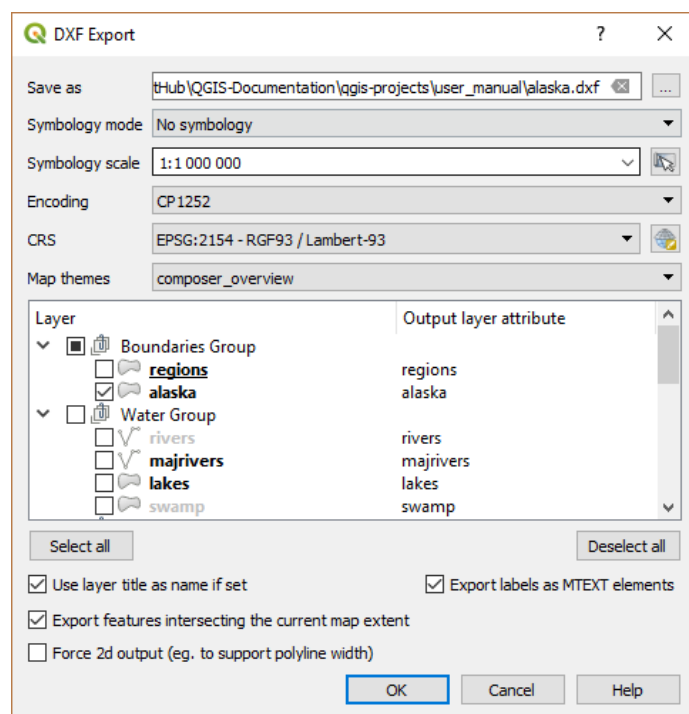 DXF Export
?
Save as tHub\QGIS-Documentation\qgis-projects\user_manual\alaska.dxf ...
Symbology mode No symbology
Symbology scale 1:1 000 000
Encoding CP1252
CRS EPSG:2154 - RGF93 / Lambert-93
Map themes composer_overview
Layer Output layer attribute
Boundaries Group
regions regions
alaska alaska
Water Group
rivers rivers
majrivers majrivers
lakes lakes
swamp swamp
Select all Deselect all
Use layer title as name if set Export labels as MTEXT elements
Export features intersecting the current map extent
Force 2d output (eg. to support polyline width)
OK Cancel Help